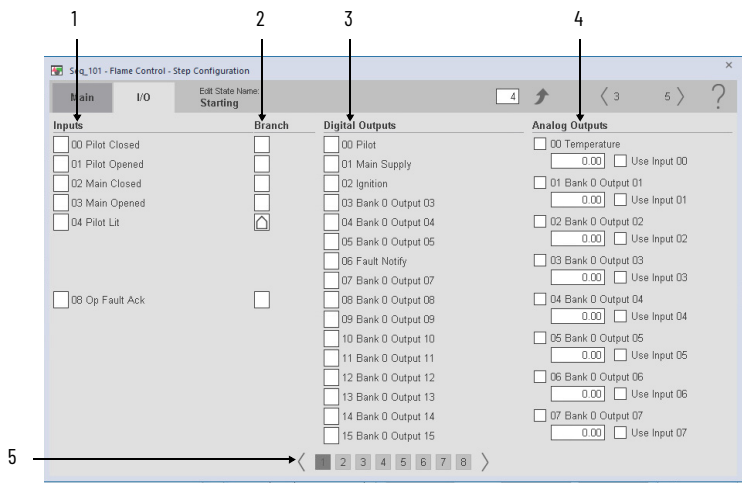 1
2
3
4
Seq_101 - Flame Control - Step Configuration
×
Main
I/O
Edit State Name:
Starting
4
3
5
?
Inputs
Branch
Digital Outputs
Analog Outputs
00 Pilot Closed
01 Pilot Opened
02 Main Closed
03 Main Opened
04 Pilot Lit
08 Op Fault Ack
00 Pilot
01 Main Supply
02 Ignition
03 Bank 0 Output 03
04 Bank 0 Output 04
05 Bank 0 Output 05
06 Fault Notify
07 Bank 0 Output 07
08 Bank 0 Output 08
09 Bank 0 Output 09
10 Bank 0 Output 10
11 Bank 0 Output 11
12 Bank 0 Output 12
13 Bank 0 Output 13
14 Bank 0 Output 14
15 Bank 0 Output 15
00 Temperature
0.00 Use Input 00
01 Bank 0 Output 01
0.00 Use Input 01
02 Bank 0 Output 02
0.00 Use Input 02
03 Bank 0 Output 03
0.00 Use Input 03
04 Bank 0 Output 04
0.00 Use Input 04
05 Bank 0 Output 05
0.00 Use Input 05
06 Bank 0 Output 06
0.00 Use Input 06
07 Bank 0 Output 07
0.00 Use Input 07
5
1 2 3 4 5 6 7 8